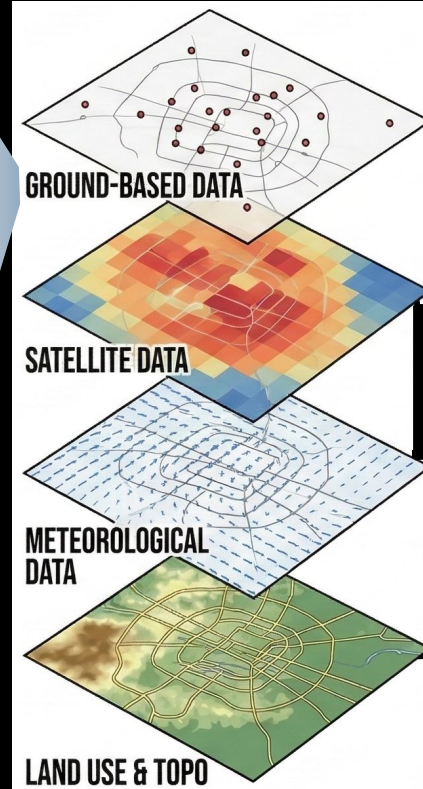 GROUND-BASED DATA
SATELLITE DATA
METEOROLOGICAL
DATA
LAND USE & TOPO